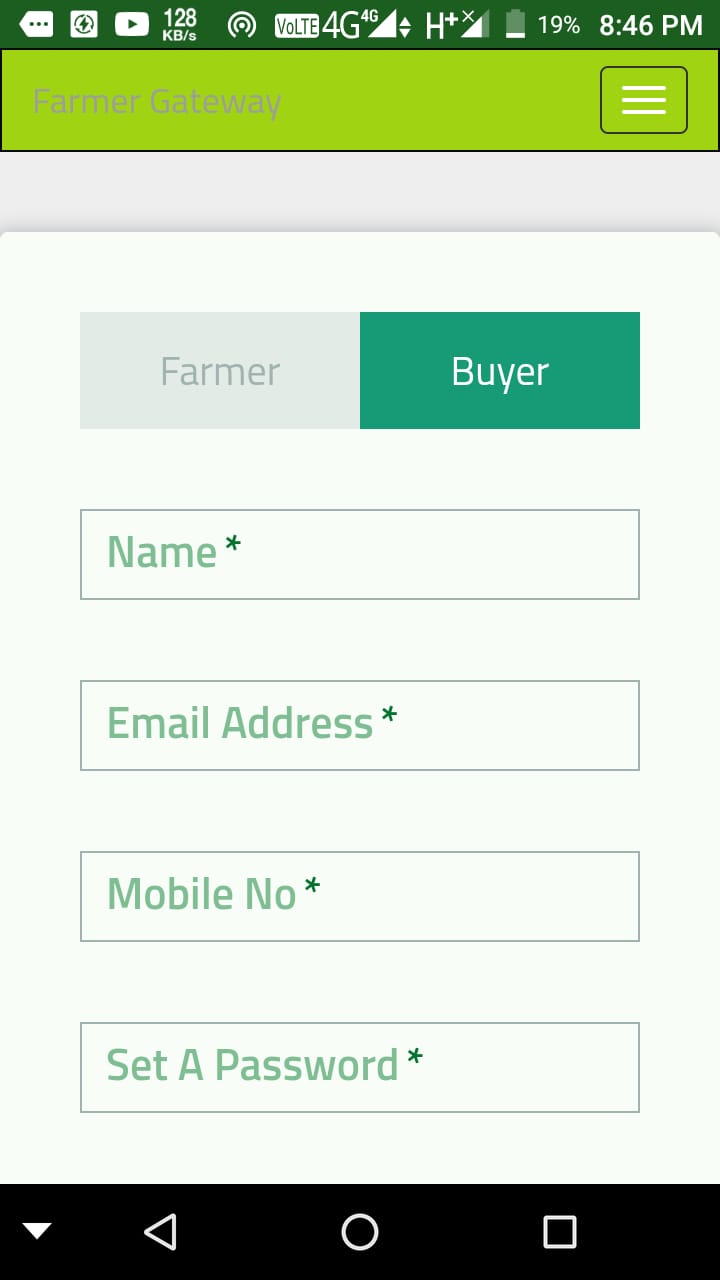 128 KB/s VoLTE 4G 4G H+ 19% 8:46 PM
Farmer Gateway
Farmer Buyer
Name *
Email Address *
Mobile No *
Set A Password *